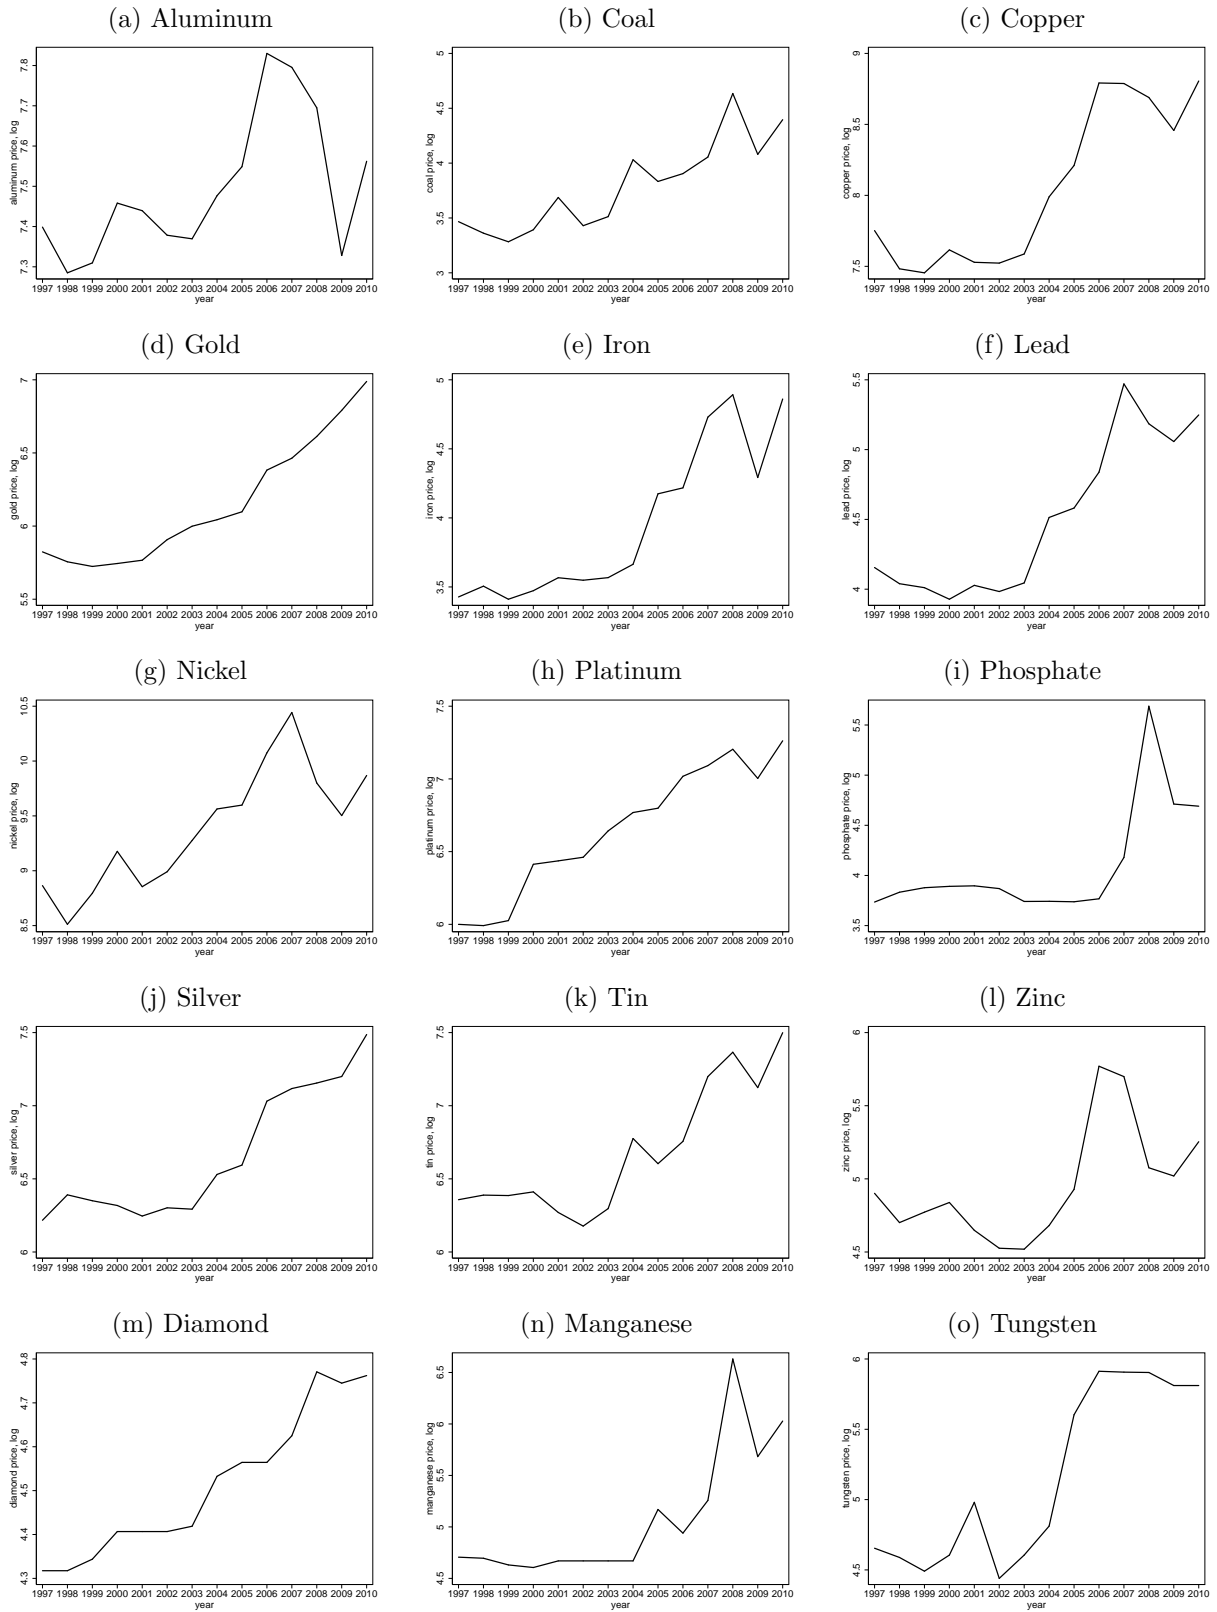 (a) Aluminum
aluminum price, log
7.3 7.4 7.5 7.6 7.7 7.8
1997 1998 1999 2000 2001 2002 2003 2004 2005 2006 2007 2008 2009 2010
year
(b) Coal
coal price, log
3 3.5 4 4.5 5
1997 1998 1999 2000 2001 2002 2003 2004 2005 2006 2007 2008 2009 2010
year
(c) Copper
copper price, log
7.5 8 8.5 9
1997 1998 1999 2000 2001 2002 2003 2004 2005 2006 2007 2008 2009 2010
year
(d) Gold
gold price, log
5.5 6 6.5 7
1997 1998 1999 2000 2001 2002 2003 2004 2005 2006 2007 2008 2009 2010
year
(e) Iron
iron price, log
3.5 4 4.5 5
1997 1998 1999 2000 2001 2002 2003 2004 2005 2006 2007 2008 2009 2010
year
(f) Lead
lead price, log
4 4.5 5 5.5
1997 1998 1999 2000 2001 2002 2003 2004 2005 2006 2007 2008 2009 2010
year
(g) Nickel
nickel price, log
8.5 9 9.5 10 10.5
1997 1998 1999 2000 2001 2002 2003 2004 2005 2006 2007 2008 2009 2010
year
(h) Platinum
platinum price, log
6 6.5 7 7.5
1997 1998 1999 2000 2001 2002 2003 2004 2005 2006 2007 2008 2009 2010
year
(i) Phosphate
phosphate price, log
3.5 4 4.5 5 5.5
1997 1998 1999 2000 2001 2002 2003 2004 2005 2006 2007 2008 2009 2010
year
(j) Silver
silver price, log
6 6.5 7 7.5
1997 1998 1999 2000 2001 2002 2003 2004 2005 2006 2007 2008 2009 2010
year
(k) Tin
tin price, log
6 6.5 7 7.5
1997 1998 1999 2000 2001 2002 2003 2004 2005 2006 2007 2008 2009 2010
year
(l) Zinc
zinc price, log
4.5 5 5.5 6
1997 1998 1999 2000 2001 2002 2003 2004 2005 2006 2007 2008 2009 2010
year
(m) Diamond
diamond price, log
4.3 4.4 4.5 4.6 4.7 4.8
1997 1998 1999 2000 2001 2002 2003 2004 2005 2006 2007 2008 2009 2010
year
(n) Manganese
manganese price, log
4.5 5 5.5 6 6.5
1997 1998 1999 2000 2001 2002 2003 2004 2005 2006 2007 2008 2009 2010
year
(o) Tungsten
tungsten price, log
4.5 5 5.5 6
1997 1998 1999 2000 2001 2002 2003 2004 2005 2006 2007 2008 2009 2010
year